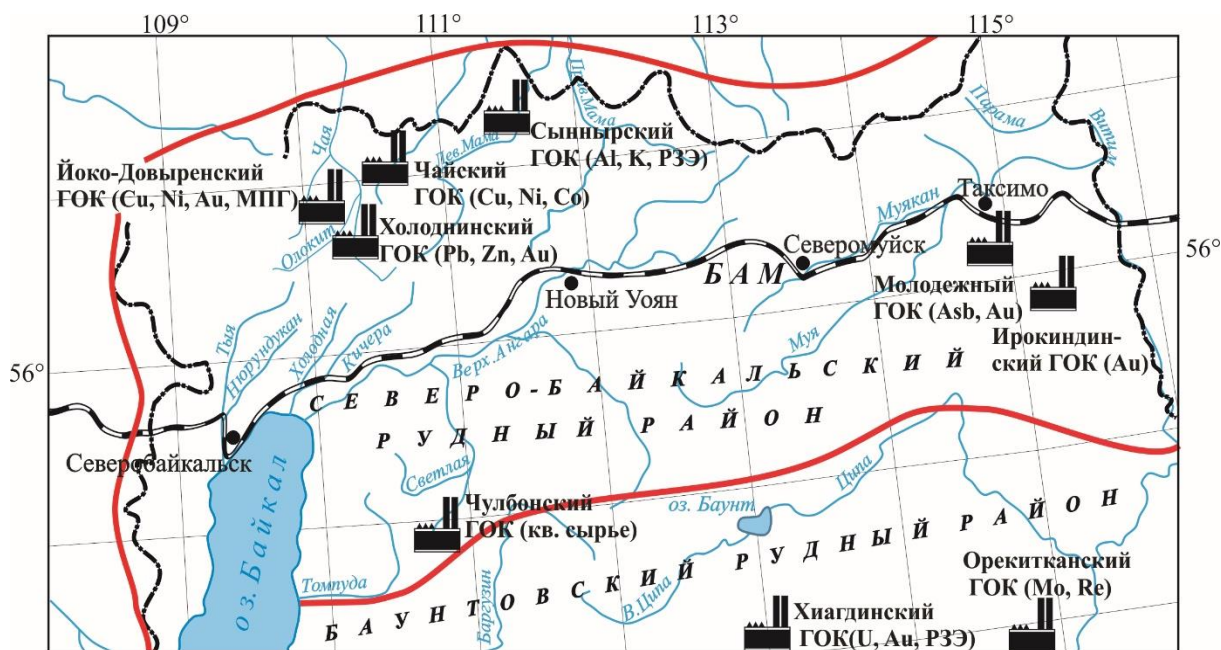 109°
111°
113°
115°
Чая
Прав.Мама
Лев.Мама
Парама
Витим
Сыннырский
ГОК (Al, K, РЗЭ)
Йоко-Довыренский
ГОК (Cu, Ni, Au, МПГ)
Чайский
ГОК (Cu, Ni, Co)
Холоднинский
ГОК (Pb, Zn, Au)
Олокит
Муякан
Таксимо
Северомуйск
БАМ
56°
Новый Уоян
Молодежный
ГОК (Asb, Au)
Ирокиндин-
ский ГОК (Au)
Муя
Тыя
Нюрундукан
Холодная
Кичера
Верх.Ангара
56°
СЕВЕРО-БАЙКАЛЬСКИЙ
РУДНЫЙ РАЙОН
Северобайкальск
Светлая
Чулбонский
ГОК (кв. сырье)
оз. Баунт
Ципа
оз. Байкал
Томпуда
Баргузин
В.Ципа
БАУНТОВСКИЙ РУДНЫЙ РАЙОН
Орекитканский
ГОК (Mo, Re)
Хиагдинский
ГОК(U, Au, РЗЭ)